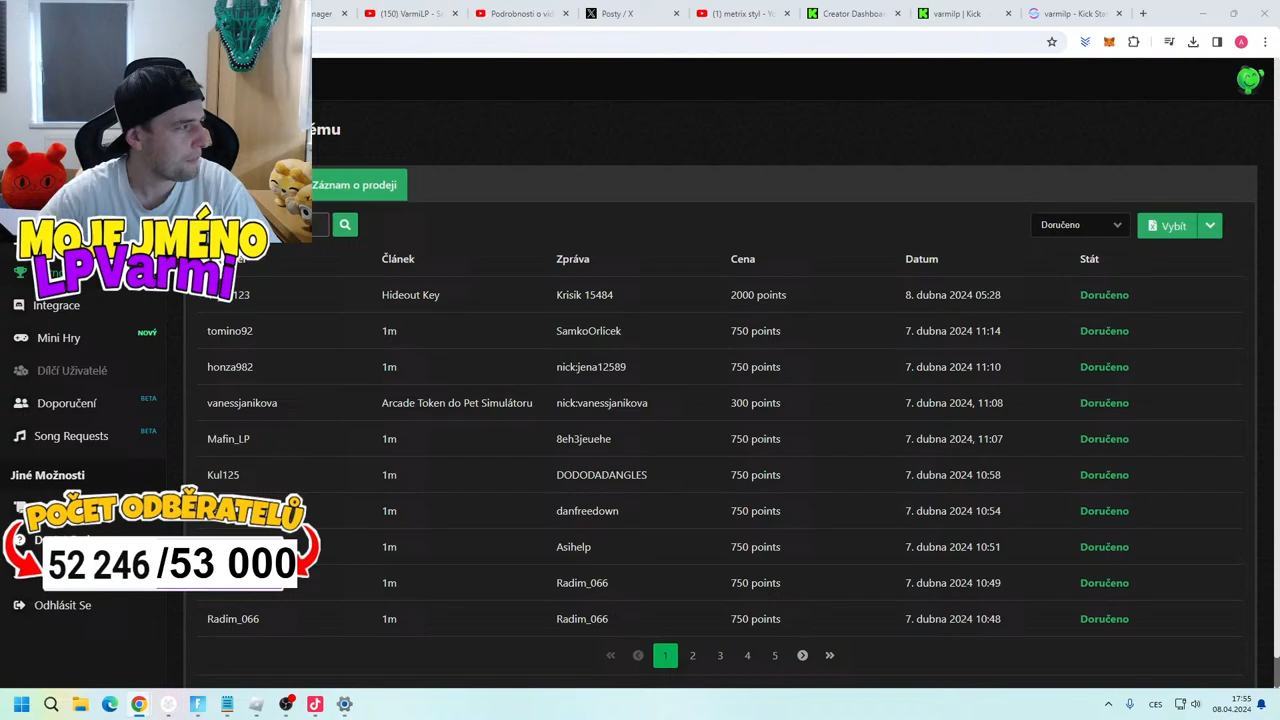 anager
(150) VarmiLP - S
Podrobnosti o vid
Posty / X
(1) metrix styl - Yo
Creator Dashboa
varmilp | Kick
varmilp - Kick Ste
A
ému
Záznam o prodeji
Doručeno
Vybít
MOJE JMÉNO
LPVarmi
Článek
Zpráva
Cena
Datum
Stát
123
Hideout Key
Krisík 15484
2000 points
8. dubna 2024 05:28
Doručeno
Integrace
tomino92
1m
SamkoOrlicek
750 points
7. dubna 2024 11:14
Doručeno
Mini Hry
NOVÝ
honza982
1m
nick:jena12589
750 points
7. dubna 2024 11:10
Doručeno
Dílčí Uživatelé
vanessjanikova
Arcade Token do Pet Simulátoru
nick:vanessjanikova
300 points
7. dubna 2024, 11:08
Doručeno
Doporučení
BETA
Mafin_LP
1m
8eh3jeuehe
750 points
7. dubna 2024, 11:07
Doručeno
Song Requests
BETA
Kul125
1m
DODODADANGLES
750 points
7. dubna 2024 10:58
Doručeno
Jiné Možnosti
1m
danfreedown
750 points
7. dubna 2024 10:54
Doručeno
POČET ODBĚRATELŮ
1m
Asihelp
750 points
7. dubna 2024 10:51
Doručeno
52 246 /53 000
1m
Radim_066
750 points
7. dubna 2024 10:49
Doručeno
Odhlásit Se
Radim_066
1m
Radim_066
750 points
7. dubna 2024 10:48
Doručeno
1 2 3 4 5
CES
17:55
08.04.2024